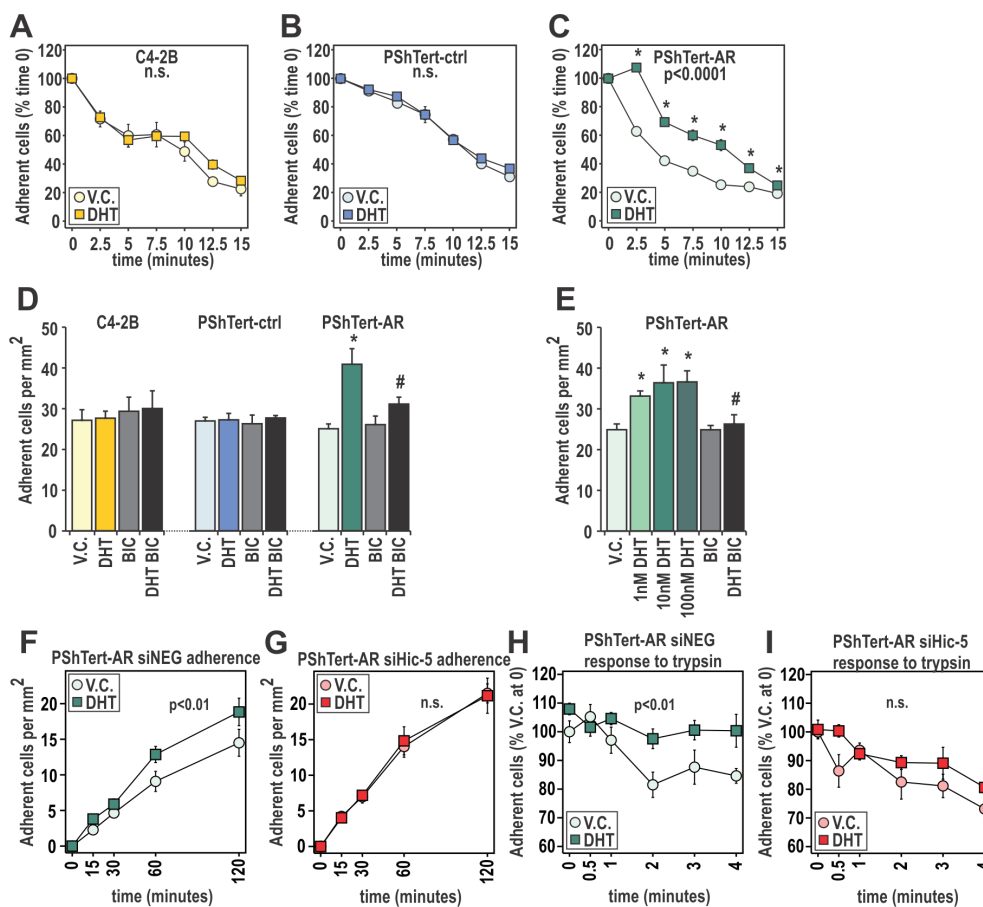 A
C4-2B
n.s.
Adherent cells (% time 0)
120
100
80
60
40
20
0
V.C.
DHT
0 2.5 5 7.5 10 12.5 15
time (minutes)
B
PShTert-ctrl
n.s.
120
100
80
60
40
20
0
V.C.
DHT
0 2.5 5 7.5 10 12.5 15
time (minutes)
C
PShTert-AR
p<0.0001
Adherent cells (% time 0)
120
100
80
60
40
20
0
* * * * * *
V.C.
DHT
0 2.5 5 7.5 10 12.5 15
time (minutes)
D
C4-2B PShTert-ctrl PShTert-AR
Adherent cells per mm2
50
40
30
20
10
0
* #
V.C. DHT BIC DHT BIC V.C. DHT BIC DHT BIC V.C. DHT BIC DHT BIC
E
PShTert-AR
Adherent cells per mm2
50
40
30
20
10
0
* * * #
V.C. 1nM DHT 10nM DHT 100nM DHT BIC DHT BIC
F
PShTert-AR siNEG adherence
V.C.
DHT
p<0.01
Adherent cells per mm2
20
15
10
5
0
0 15 30 60 120
time (minutes)
G
PShTert-AR siHic-5 adherence
V.C.
DHT
n.s.
Adherent cells per mm2
20
15
10
5
0
0 15 30 60 120
time (minutes)
H
PShTert-AR siNEG
response to trypsin
p<0.01
Adherent cells (% V.C. at 0)
120
110
100
90
80
70
60
V.C.
DHT
0 0.5 1 2 3 4
time (minutes)
I
PShTert-AR siHic-5
response to trypsin
n.s.
Adherent cells (% V.C. at 0)
120
110
100
90
80
70
60
V.C.
DHT
0 0.5 1 2 3 4
time (minutes)